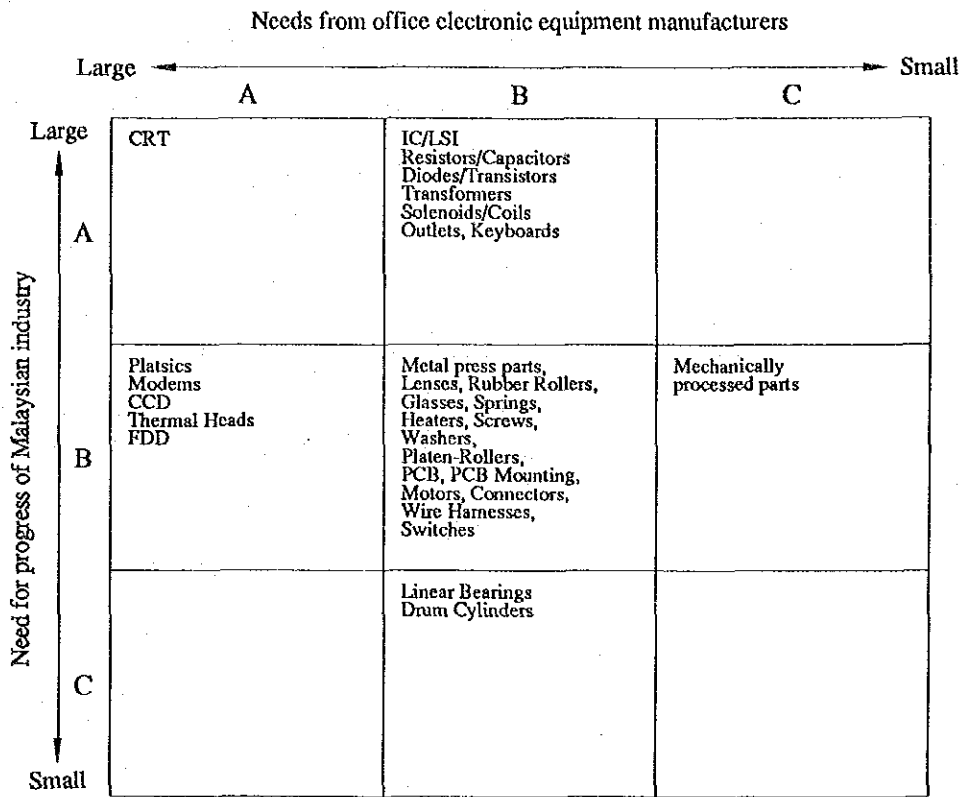 Needs from office electronic equipment manufacturers
Large
Small
A
B
C
Large
A
B
C
Small
Need for progress of Malaysian industry
CRT
IC/LSI
Resistors/Capacitors
Diodes/Transistors
Transformers
Solenoids/Coils
Outlets, Keyboards
Platsics
Modems
CCD
Thermal Heads
FDD
Metal press parts,
Lenses, Rubber Rollers,
Glasses, Springs,
Heaters, Screws,
Washers,
Platen-Rollers,
PCB, PCB Mounting,
Motors, Connectors,
Wire Harnesses,
Switches
Mechanically
processed parts
Linear Bearings
Drum Cylinders